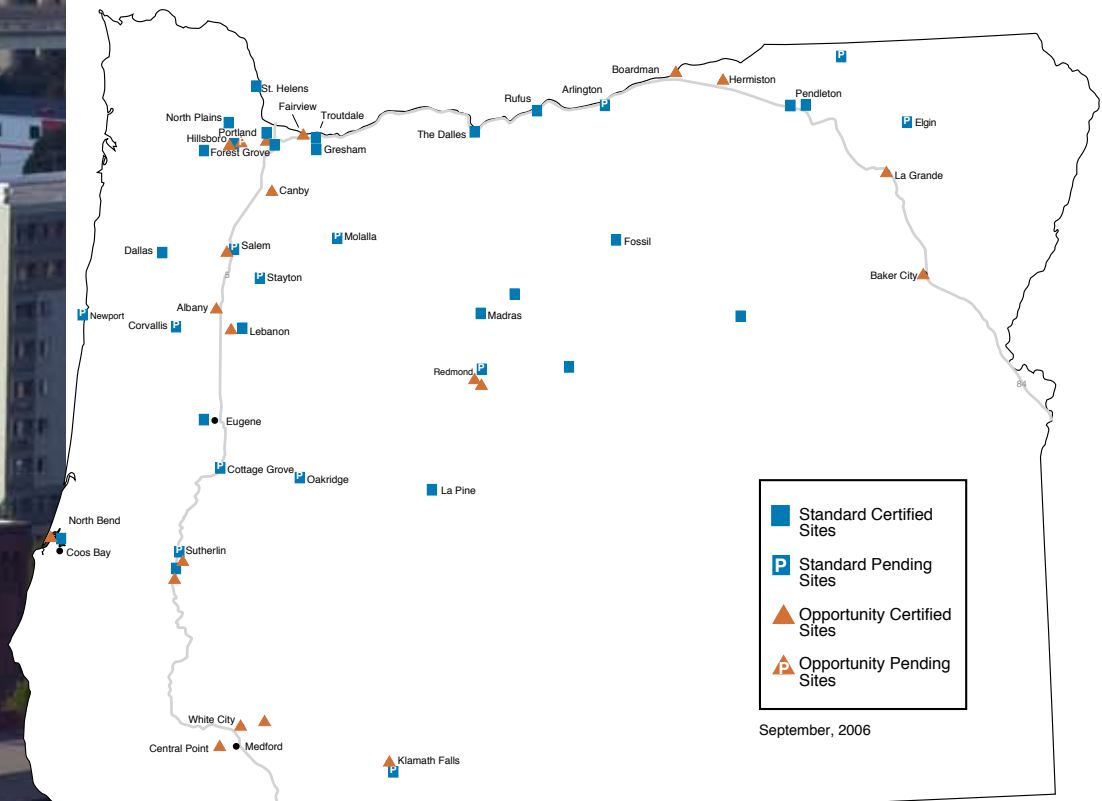 Boardman
Hermiston
Arlington
P
Pendleton
St. Helens
Rufus
P
Fairview
Troutdale
North Plains
Portland
The Dalles
P
Elgin
Hillsboro
P
Forest Grove
Gresham
La Grande
Canby
P
Molalla
Dallas
P
Salem
Fossil
5
P
Stayton
Baker City
Albany
P
Newport
Madras
Corvallis
P
Lebanon
Redmond
P
84
Eugene
P
Cottage Grove
P
Oakridge
La Pine
North Bend
Coos Bay
P
Sutherlin
Standard Certified
Sites
P
Standard Pending
Sites
Opportunity Certified
Sites
P
Opportunity Pending
Sites
September, 2006
White City
Central Point
Medford
Klamath Falls
P